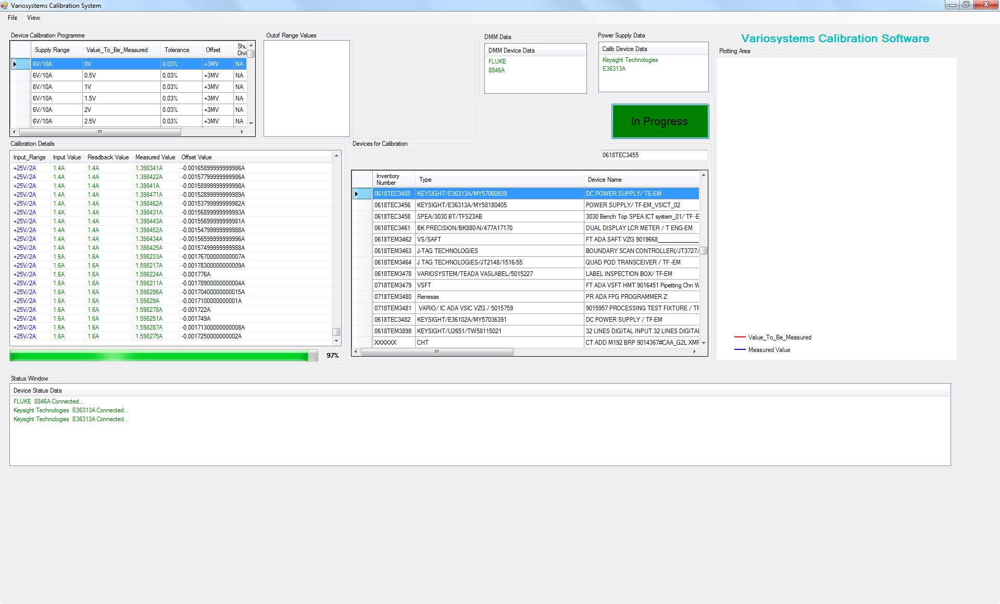 Variosystems Calibration System
File View
Device Calibration Programme
Supply Range Value_To_Be_Measured Tolerance Offset Shu Divi
6V/10A 0V 0.03% +3MV NA
6V/10A 0.5V 0.03% +3MV NA
6V/10A 1V 0.03% +3MV NA
6V/10A 1.5V 0.03% +3MV NA
6V/10A 2V 0.03% +3MV NA
6V/10A 2.5V 0.03% +3MV NA
Outof Range Values
DMM Data
DMM Device Data
FLUKE
8846A
Power Supply Data
Calib Device Data
Keysight Technologies
E36313A
In Progress
Variosystems Calibration Software
Plotting Area
Value_To_Be_Measured
Measured Value
Calibration Details
Input_Range Input Value Readback Value Measured Value Offset Value
+25V/2A 1.4A 1.4A 1.398341A -0.00165899999999986A
+25V/2A 1.4A 1.4A 1.398422A -0.00157799999999986A
+25V/2A 1.4A 1.4A 1.39841A -0.00158999999999998A
+25V/2A 1.4A 1.4A 1.398471A -0.00152899999999989A
+25V/2A 1.4A 1.4A 1.398462A -0.00153799999999982A
+25V/2A 1.4A 1.4A 1.398431A -0.00156899999999993A
+25V/2A 1.4A 1.4A 1.398443A -0.00155699999999981A
+25V/2A 1.4A 1.4A 1.398452A -0.00154799999999988A
+25V/2A 1.4A 1.4A 1.398434A -0.00156599999999996A
+25V/2A 1.4A 1.4A 1.398425A -0.00157499999999988A
+25V/2A 1.6A 1.6A 1.598233A -0.00176700000000007A
+25V/2A 1.6A 1.6A 1.598217A -0.00178300000000009A
+25V/2A 1.6A 1.6A 1.598224A -0.001776A
+25V/2A 1.6A 1.6A 1.598211A -0.00178900000000004A
+25V/2A 1.6A 1.6A 1.598296A -0.00170400000000015A
+25V/2A 1.6A 1.6A 1.59829A -0.0017100000000001A
+25V/2A 1.6A 1.6A 1.598278A -0.001722A
+25V/2A 1.6A 1.6A 1.598251A -0.001749A
+25V/2A 1.6A 1.6A 1.598287A -0.00171300000000008A
+25V/2A 1.6A 1.6A 1.598275A -0.0017250000000002A
97%
Devices for Calibration
0618TEC3455
Inventory Number Type Device Name
0618TEC3455 KEYSIGHT/E36313A/MY57060939 DC POWER SUPPLY/ TE-EM
0618TEC3456 KEYSIGHT/E36313A/MY58180405 POWER SUPPLY/ TF-EM_VSICT_02
0618TEC3458 SPEA/3030 BT/TFS23AB 3030 Bench Top SPEA ICT system_01/ TF -E
0618TEC3461 BK PRECISION/BK880-N/477A17170 DUAL DISPLAY LCR METER / T ENG-EM
0618TEM3462 VS/SAFT FT ADA SAFT VZG 9019668____________
0618TEM3463 J-TAG TECHNOLOGIES BOUNDARY SCAN CONTROLLER(/JT3727/
0618TEM3464 J TAG TECHNOLOGIES/JT2148/1516-55 QUAD POD TRANSCEIVER / TF -EM
0618TEM3478 VARIOSYSTEM/TEADA VASLABEL/5015227 LABEL INSPECTION BOX/ TF-EM
0718TEM3479 VSFT FT ADA VSFT HMT 9016451 Pipetting Chn W
0718TEM3480 Renesas PR ADA FPG PROGRAMMER Z
0718TEM3481 VARIO/ IC ADA VSIC VZG / 5015759 9015957 PROCESSING TEST FIXTURE / TF
0618TEC3482 KEYSIGHT/E36102A/MY57036391 DC POWER SUPPLY / TF-EM
0618TEM3898 KEYSIGHT/U2651/TW58115021 32 LINES DIGITAL INPUT 32 LINES DIGITAL
XXXXXX CHT CT ADD M192 BRP 9014367#CAA_G2L XMF
Status Window
Device Status Data
FLUKE 8846A Connected...
Keysight Technologies E36313A Connected...
Keysight Technologies E36313A Connected...